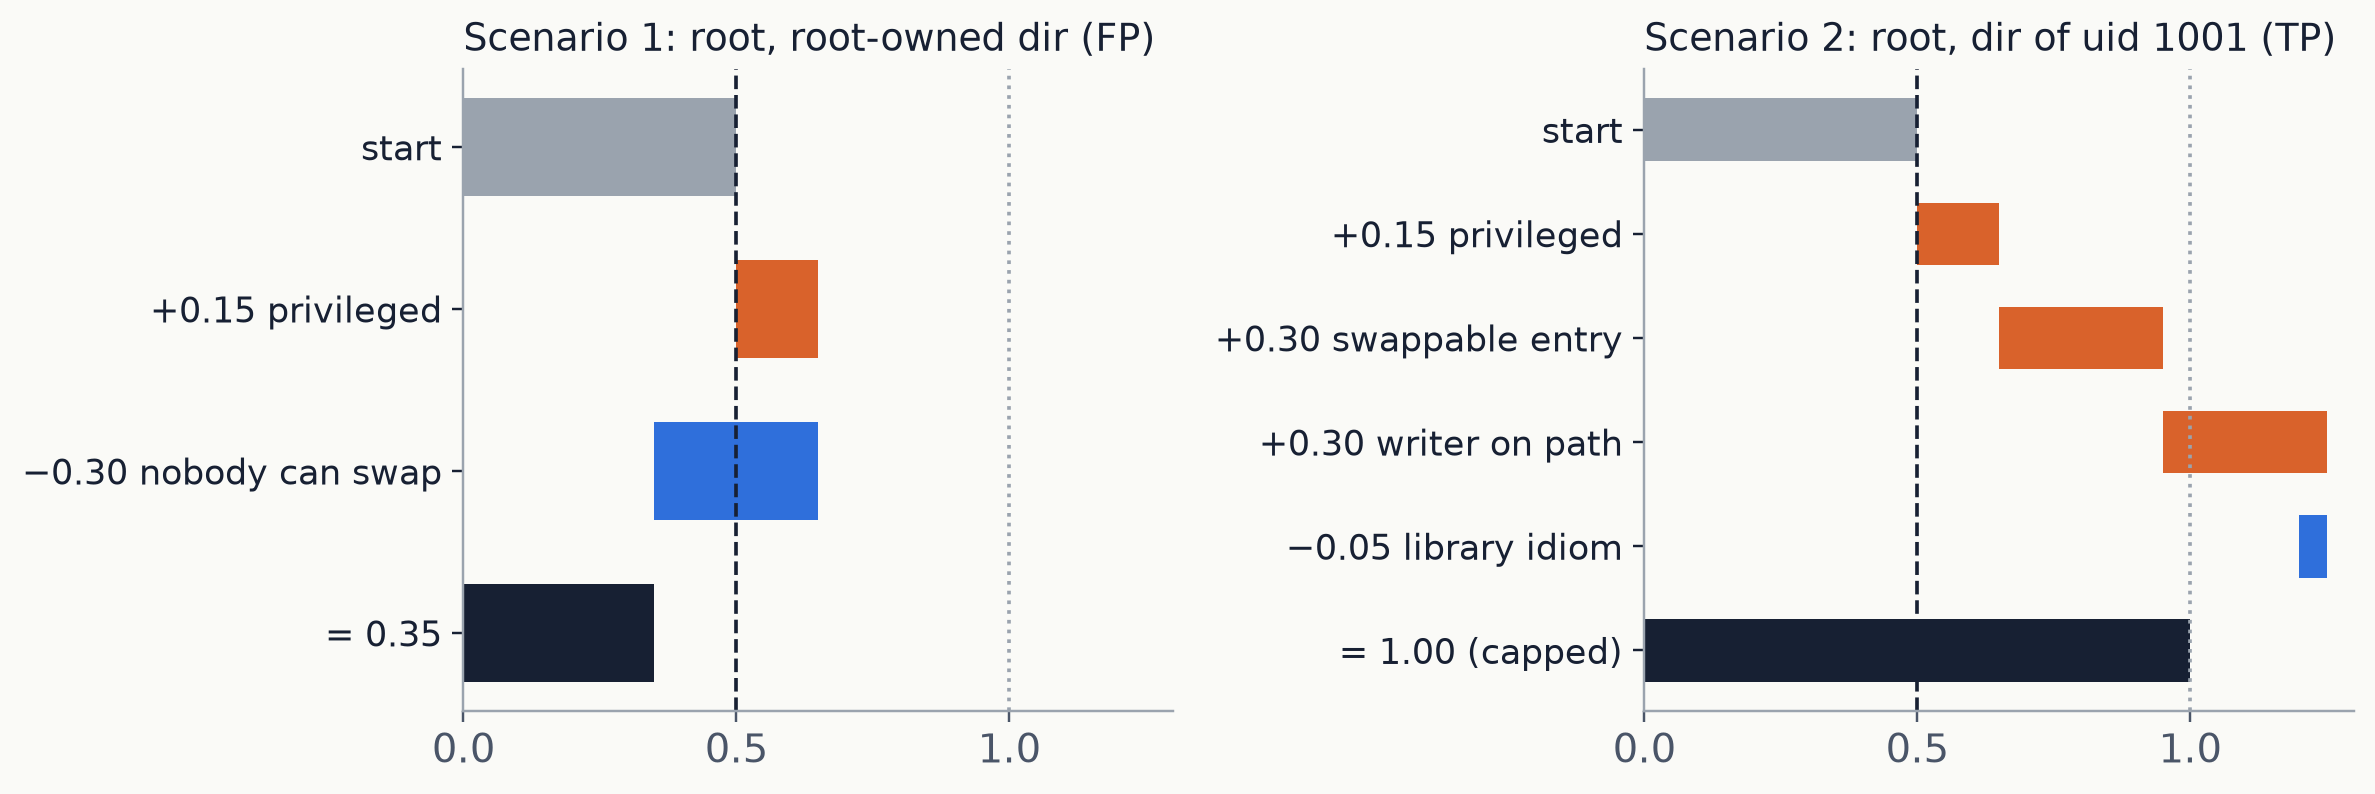 Scenario 1: root, root-owned dir (FP)
start
+0.15 privileged
−0.30 nobody can swap
= 0.35
0.0 0.5 1.0
Scenario 2: root, dir of uid 1001 (TP)
start
+0.15 privileged
+0.30 swappable entry
+0.30 writer on path
−0.05 library idiom
= 1.00 (capped)
0.0 0.5 1.0